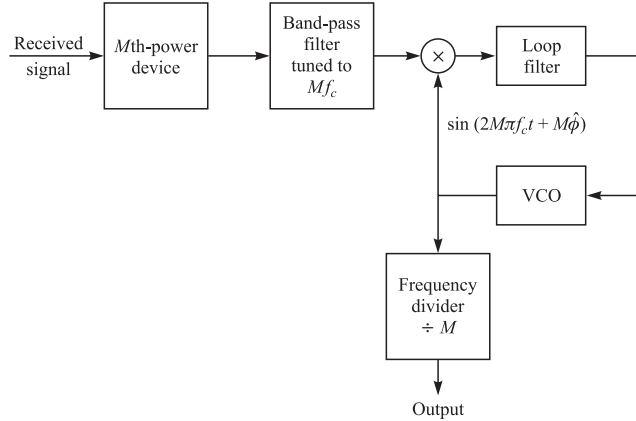 Received
signal
Mth-power
device
Band-pass
filter
tuned to
Mf_c
×
Loop
filter
sin (2Mπf_c t + Mφ̂)
VCO
Frequency
divider
÷ M
Output